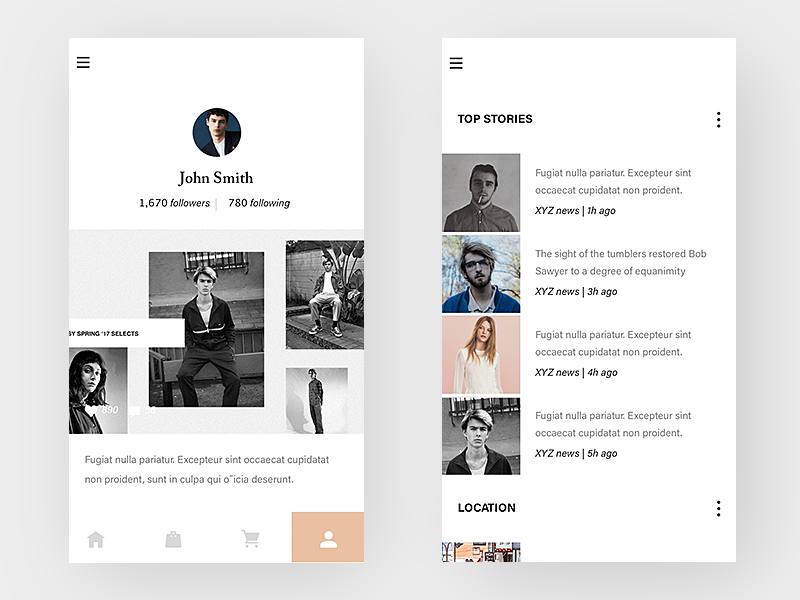 John Smith
1,670 followers | 780 following
SY SPRING '17 SELECTS
890
Fugiat nulla pariatur. Excepteur sint occaecat cupidatat
non proident, sunt in culpa qui o˜icia deserunt.
TOP STORIES
Fugiat nulla pariatur. Excepteur sint
occaecat cupidatat non proident.
XYZ news | 1h ago
The sight of the tumblers restored Bob
Sawyer to a degree of equanimity
XYZ news | 3h ago
Fugiat nulla pariatur. Excepteur sint
occaecat cupidatat non proident.
XYZ news | 4h ago
Fugiat nulla pariatur. Excepteur sint
occaecat cupidatat non proident.
XYZ news | 5h ago
LOCATION